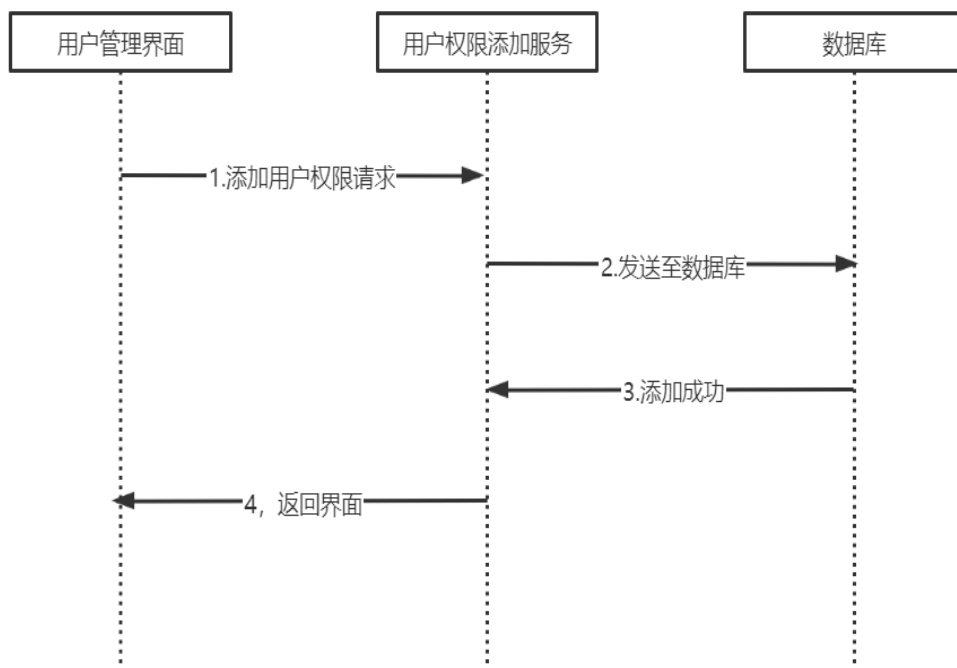 用户管理界面
用户权限添加服务
数据库
1.添加用户权限请求
2.发送至数据库
3.添加成功
4，返回界面